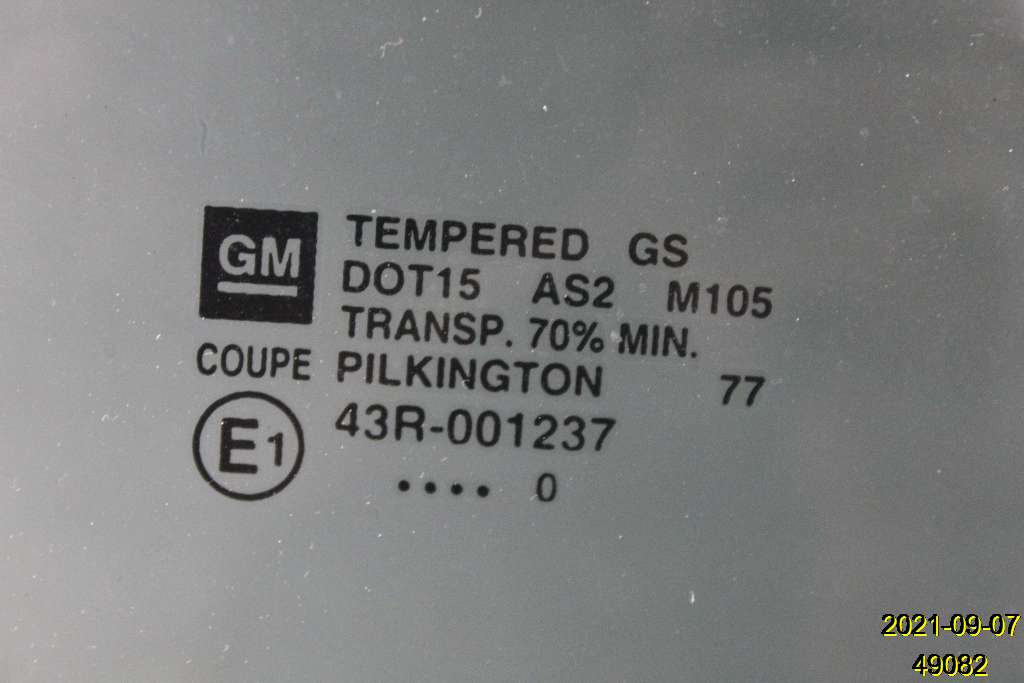 GM
TEMPERED GS
DOT15 AS2 M105
TRANSP. 70% MIN.
COUPE PILKINGTON 77
E1 43R-001237
.... 0
2021-09-07
49082